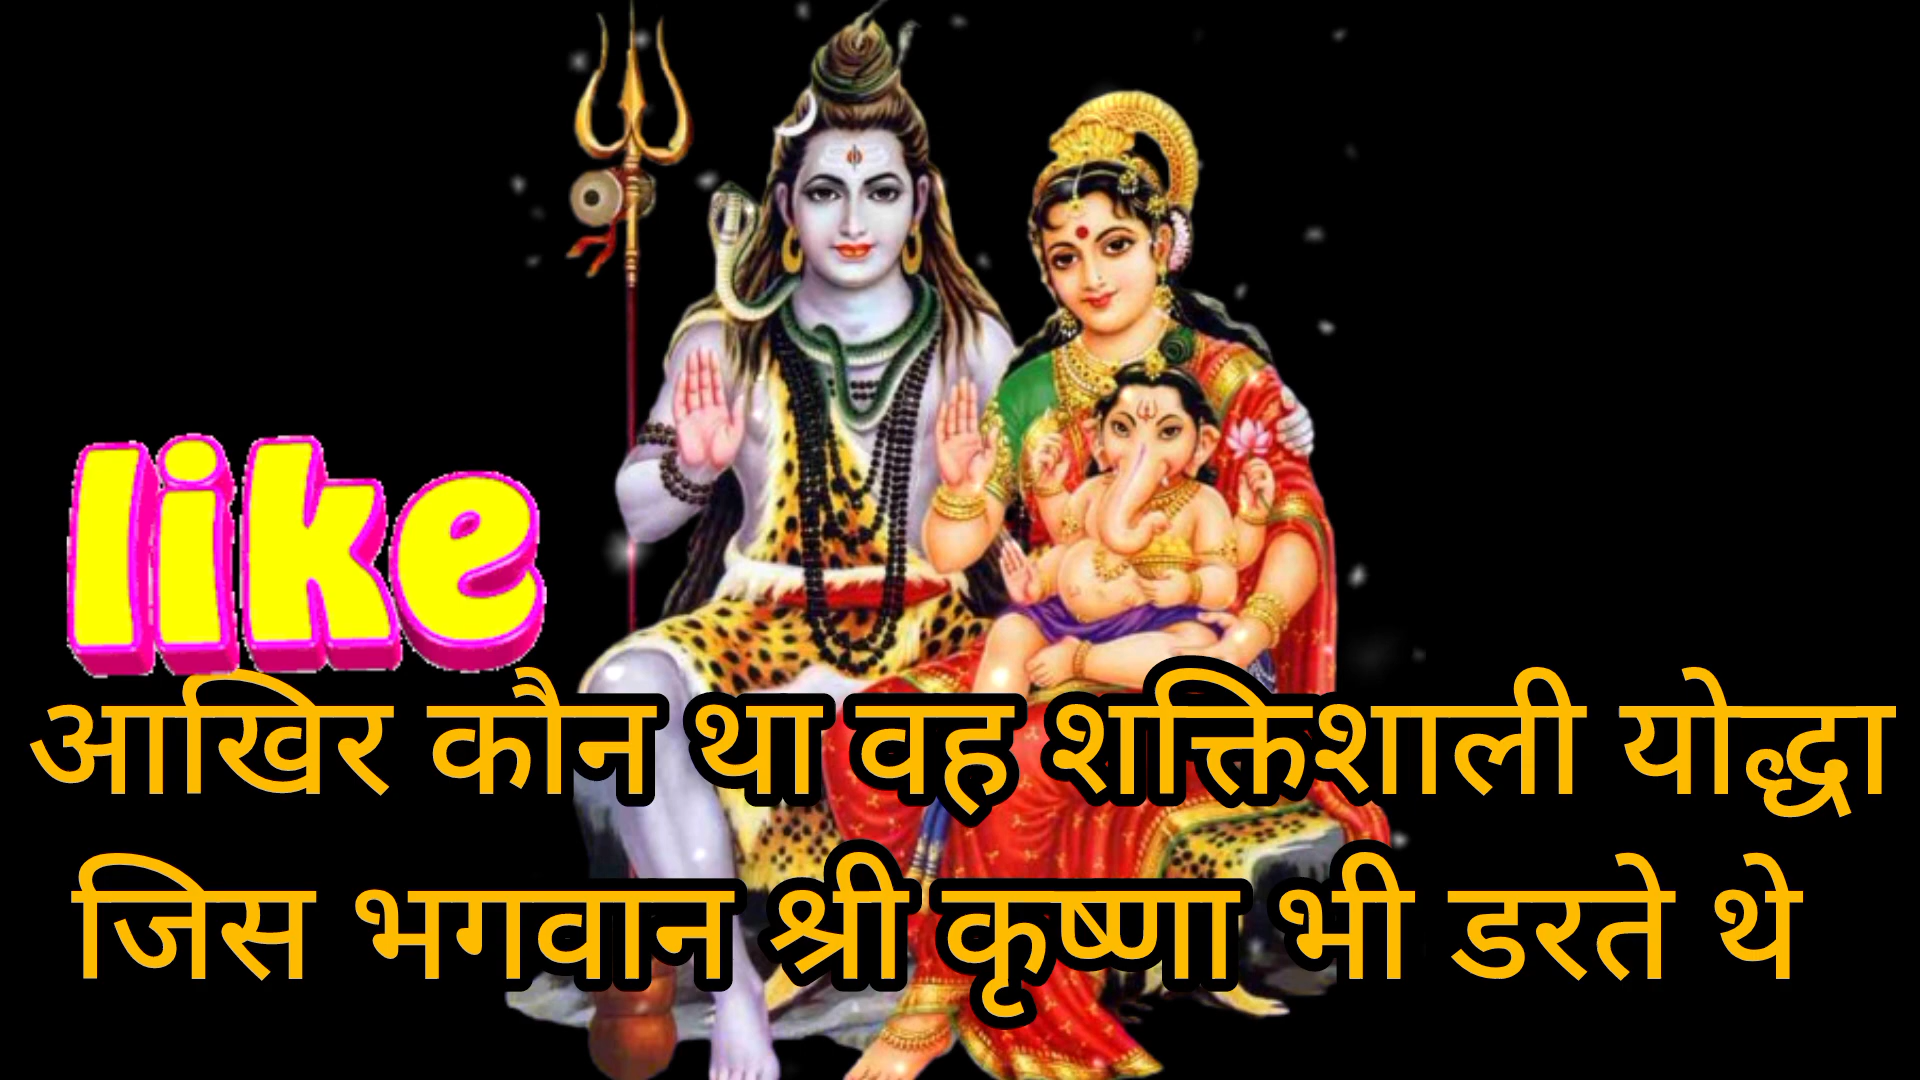 like
आखिर कौन था वह शक्तिशाली योद्धा
जिस भगवान श्री कृष्णा भी डरते थे